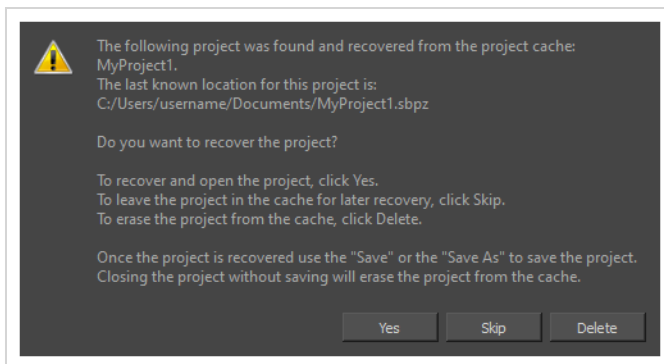 The following project was found and recovered from the project cache:
MyProject1.
The last known location for this project is:
C:/Users/username/Documents/MyProject1.sbpz
Do you want to recover the project?
To recover and open the project, click Yes.
To leave the project in the cache for later recovery, click Skip.
To erase the project from the cache, click Delete.
Once the project is recovered use the "Save" or the "Save As" to save the project.
Closing the project without saving will erase the project from the cache.
Yes
Skip
Delete